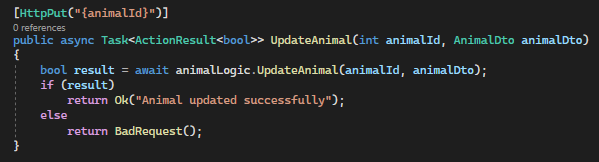 [HttpPut("{animalId}")]
0 references
public async Task<ActionResult<bool>> UpdateAnimal(int animalId, AnimalDto animalDto)
{
    bool result = await animalLogic.UpdateAnimal(animalId, animalDto);
    if (result)
        return Ok("Animal updated successfully");
    else
        return BadRequest();
}